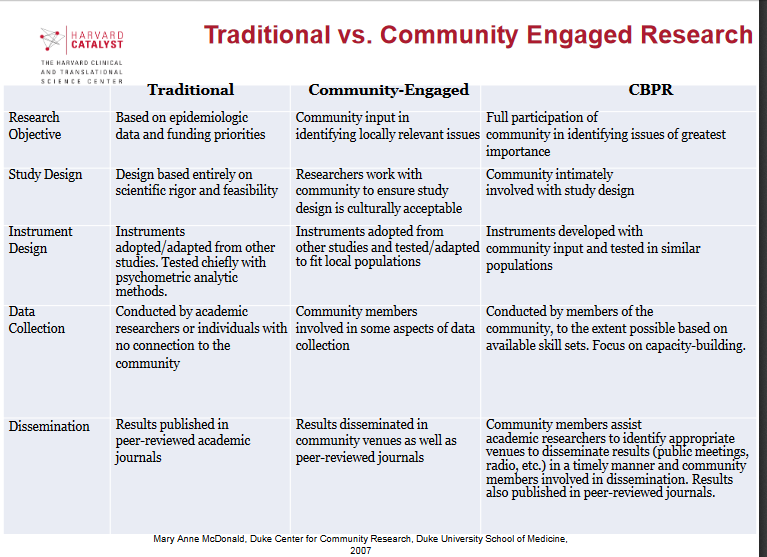 HARVARD
CATALYST
THE HARVARD CLINICAL
AND TRANSLATIONAL
SCIENCE CENTER
Traditional vs. Community Engaged Research
Traditional
Community-Engaged
CBPR
Research
Objective
Based on epidemiologic
data and funding priorities
Community input in
identifying locally relevant issues
Full participation of
community in identifying issues of greatest
importance
Study Design
Design based entirely on
scientific rigor and feasibility
Researchers work with
community to ensure study
design is culturally acceptable
Community intimately
involved with study design
Instrument
Design
Instruments
adopted/adapted from other
studies. Tested chiefly with
psychometric analytic
methods.
Instruments adopted from
other studies and tested/adapted
to fit local populations
Instruments developed with
community input and tested in similar
populations
Data
Collection
Conducted by academic
researchers or individuals with
no connection to the
community
Community members
involved in some aspects of data
collection
Conducted by members of the
community, to the extent possible based on
available skill sets. Focus on capacity-building.
Dissemination
Results published in
peer-reviewed academic
journals
Results disseminated in
community venues as well as
peer-reviewed journals
Community members assist
academic researchers to identify appropriate
venues to disseminate results (public meetings,
radio, etc.) in a timely manner and community
members involved in dissemination. Results
also published in peer-reviewed journals.
Mary Anne McDonald, Duke Center for Community Research, Duke University School of Medicine,
2007